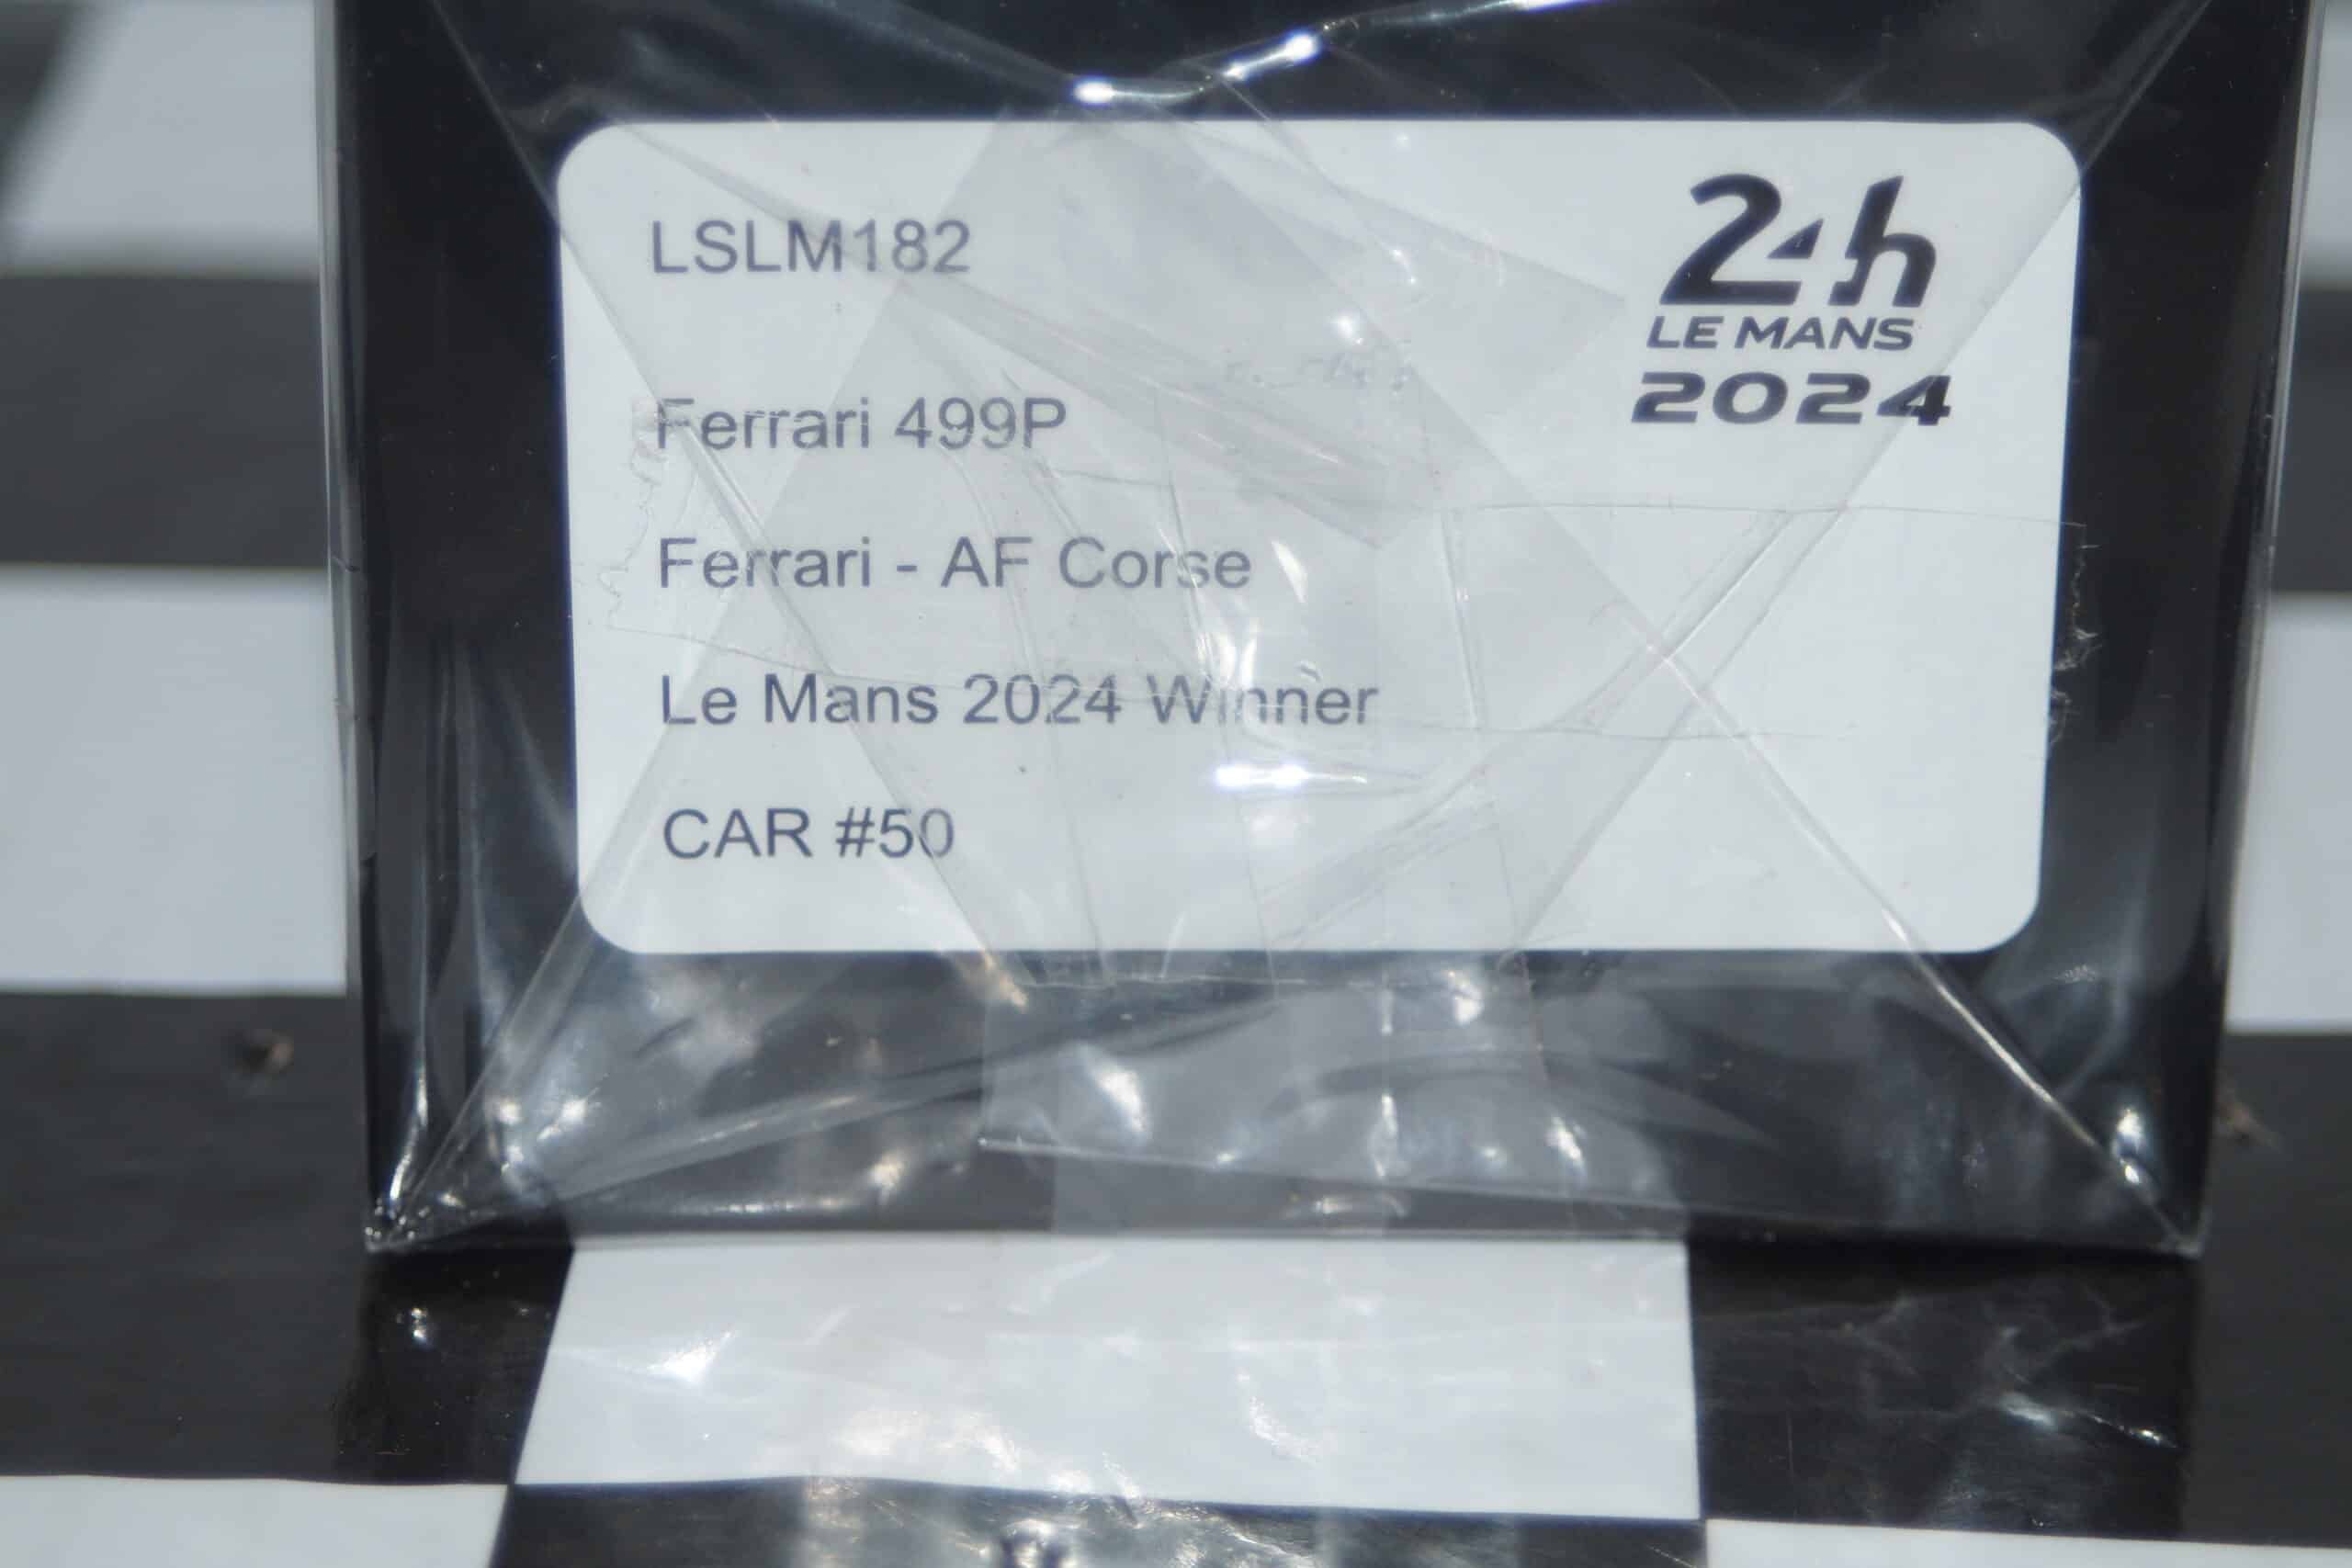 LSLM182
24h
LE MANS
2024
Ferrari 499P
Ferrari - AF Corse
Le Mans 2024 Winner
CAR #50